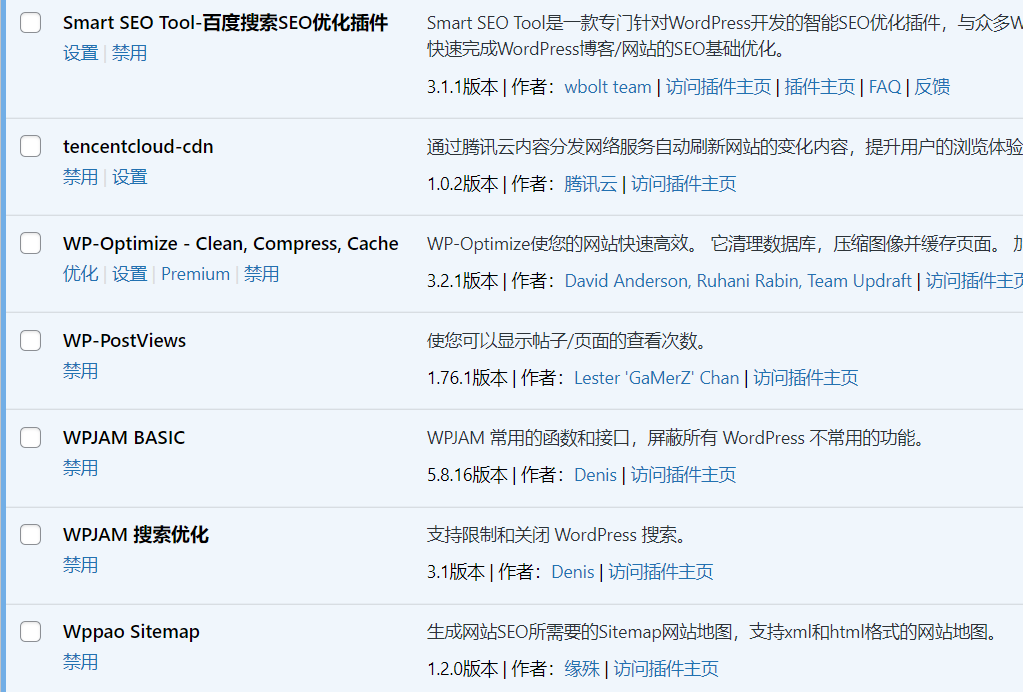 Smart SEO Tool-百度搜索SEO优化插件
设置 | 禁用
Smart SEO Tool是一款专门针对WordPress开发的智能SEO优化插件，与众多W
快速完成WordPress博客/网站的SEO基础优化。
3.1.1版本 | 作者：wbolt team | 访问插件主页 | 插件主页 | FAQ | 反馈
tencentcloud-cdn
禁用 | 设置
通过腾讯云内容分发网络服务自动刷新网站的变化内容，提升用户的浏览体验
1.0.2版本 | 作者：腾讯云 | 访问插件主页
WP-Optimize - Clean, Compress, Cache
优化 | 设置 | Premium | 禁用
WP-Optimize使您的网站快速高效。 它清理数据库，压缩图像并缓存页面。 加
3.2.1版本 | 作者：David Anderson, Ruhani Rabin, Team Updraft | 访问插件主页
WP-PostViews
禁用
使您可以显示帖子/页面的查看次数。
1.76.1版本 | 作者：Lester 'GaMerZ' Chan | 访问插件主页
WPJAM BASIC
禁用
WPJAM 常用的函数和接口，屏蔽所有 WordPress 不常用的功能。
5.8.16版本 | 作者：Denis | 访问插件主页
WPJAM 搜索优化
禁用
支持限制和关闭 WordPress 搜索。
3.1版本 | 作者：Denis | 访问插件主页
Wppao Sitemap
禁用
生成网站SEO所需要的Sitemap网站地图，支持xml和html格式的网站地图。
1.2.0版本 | 作者：缘殊 | 访问插件主页